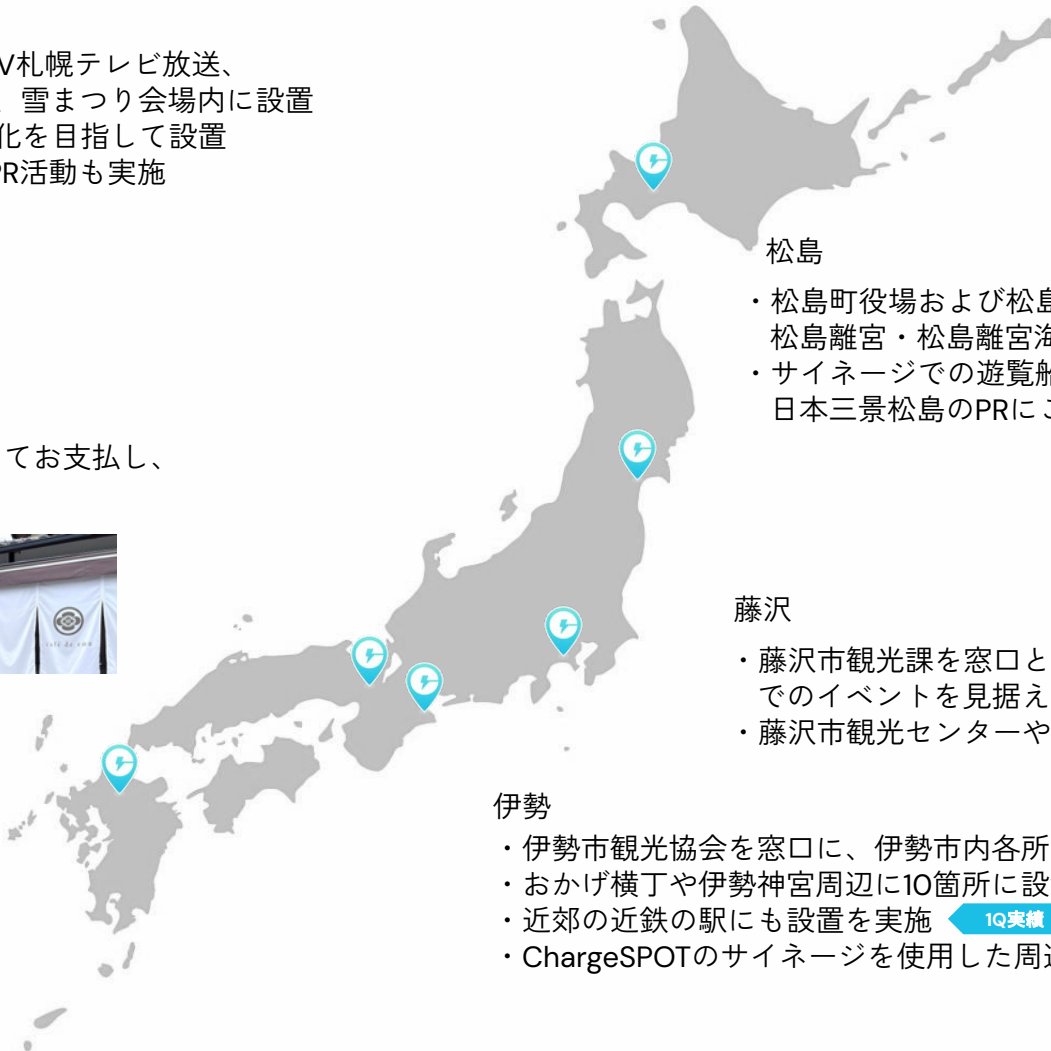 V札幌テレビ放送、
、雪まつり会場内に設置
化を目指して設置
PR活動も実施
松島
・松島町役場および松島
松島離宮・松島離宮海
・サイネージでの遊覧船
日本三景松島のPRにこ
てお支払し、
藤沢
・藤沢市観光課を窓口と
でのイベントを見据え
・藤沢市観光センターや
伊勢
・伊勢市観光協会を窓口に、伊勢市内各所
・おかげ横丁や伊勢神宮周辺に10箇所に設
・近郊の近鉄の駅にも設置を実施 1Q実績
・ChargeSPOTのサイネージを使用した周辺